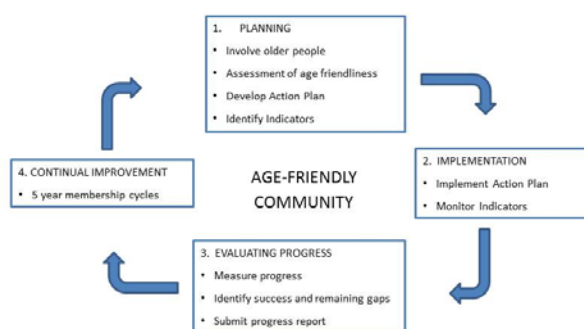 1. PLANNING
• Involve older people
• Assessment of age friendliness
• Develop Action Plan
• Identify Indicators
4. CONTINUAL IMPROVEMENT
• 5 year membership cycles
AGE-FRIENDLY
COMMUNITY
2. IMPLEMENTATION
• Implement Action Plan
• Monitor Indicators
3. EVALUATING PROGRESS
• Measure progress
• Identify success and remaining gaps
• Submit progress report